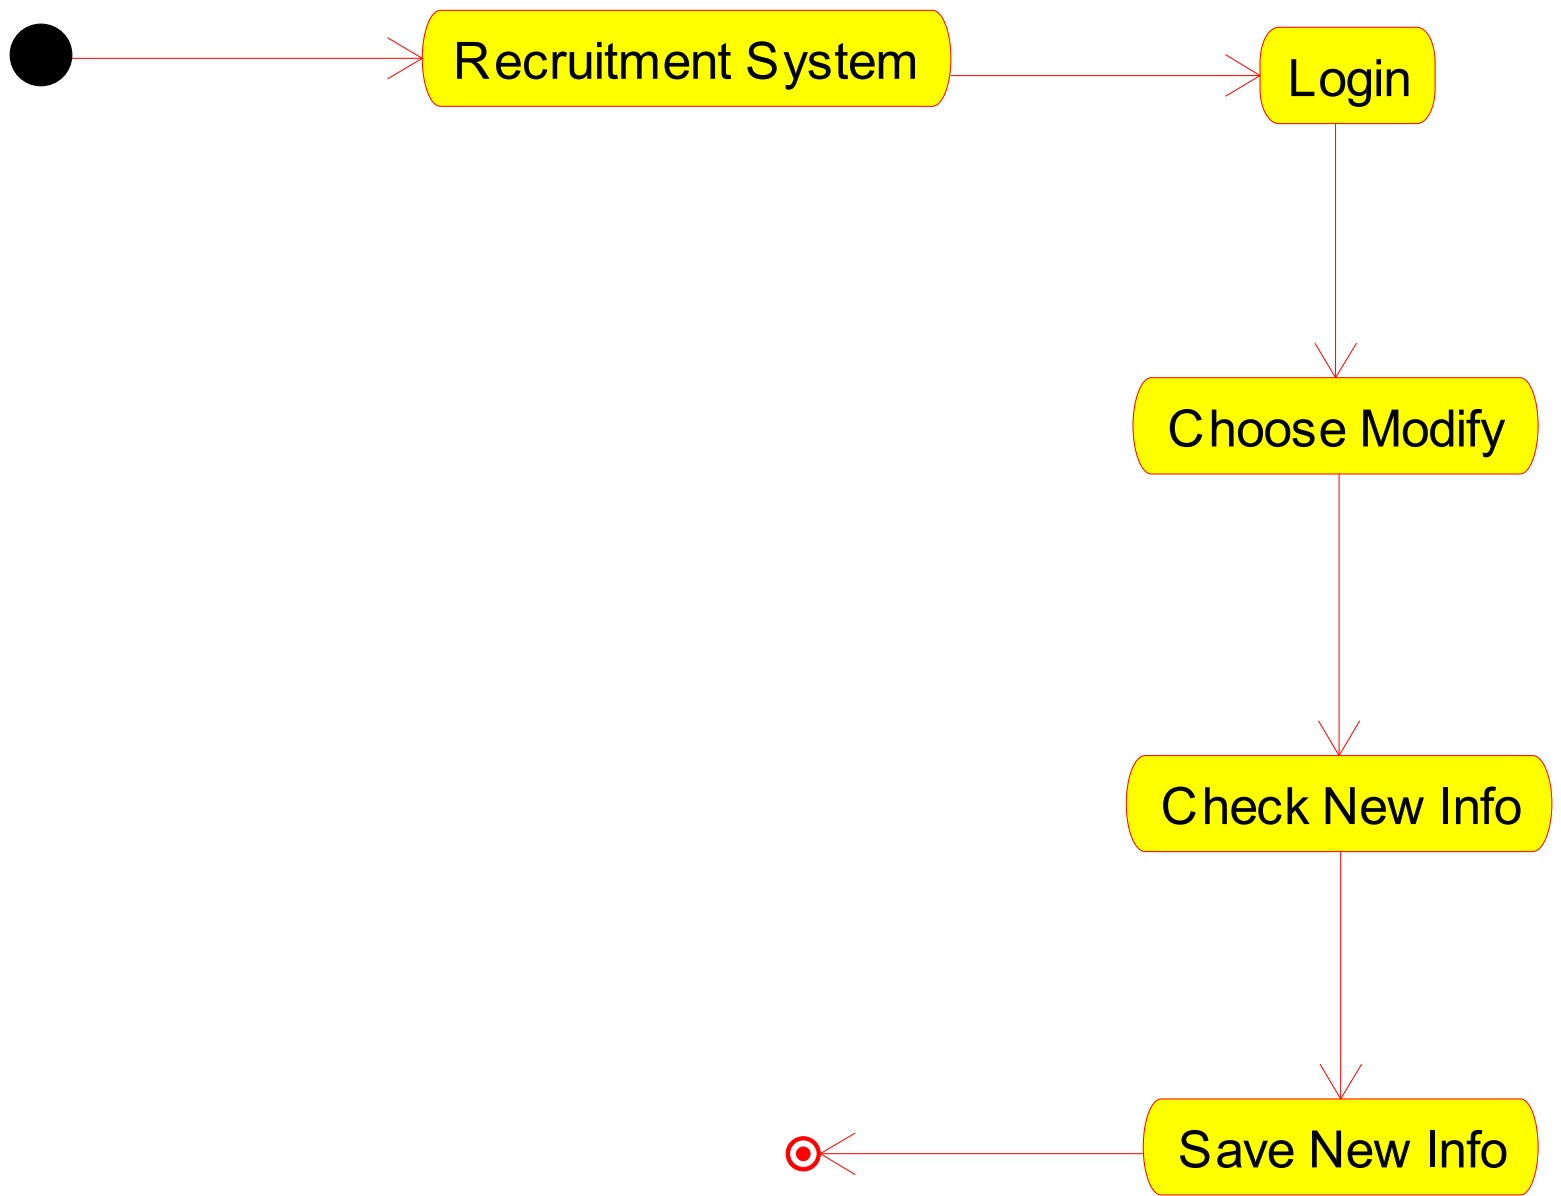 Recruitment System
Login
Choose Modify
Check New Info
Save New Info